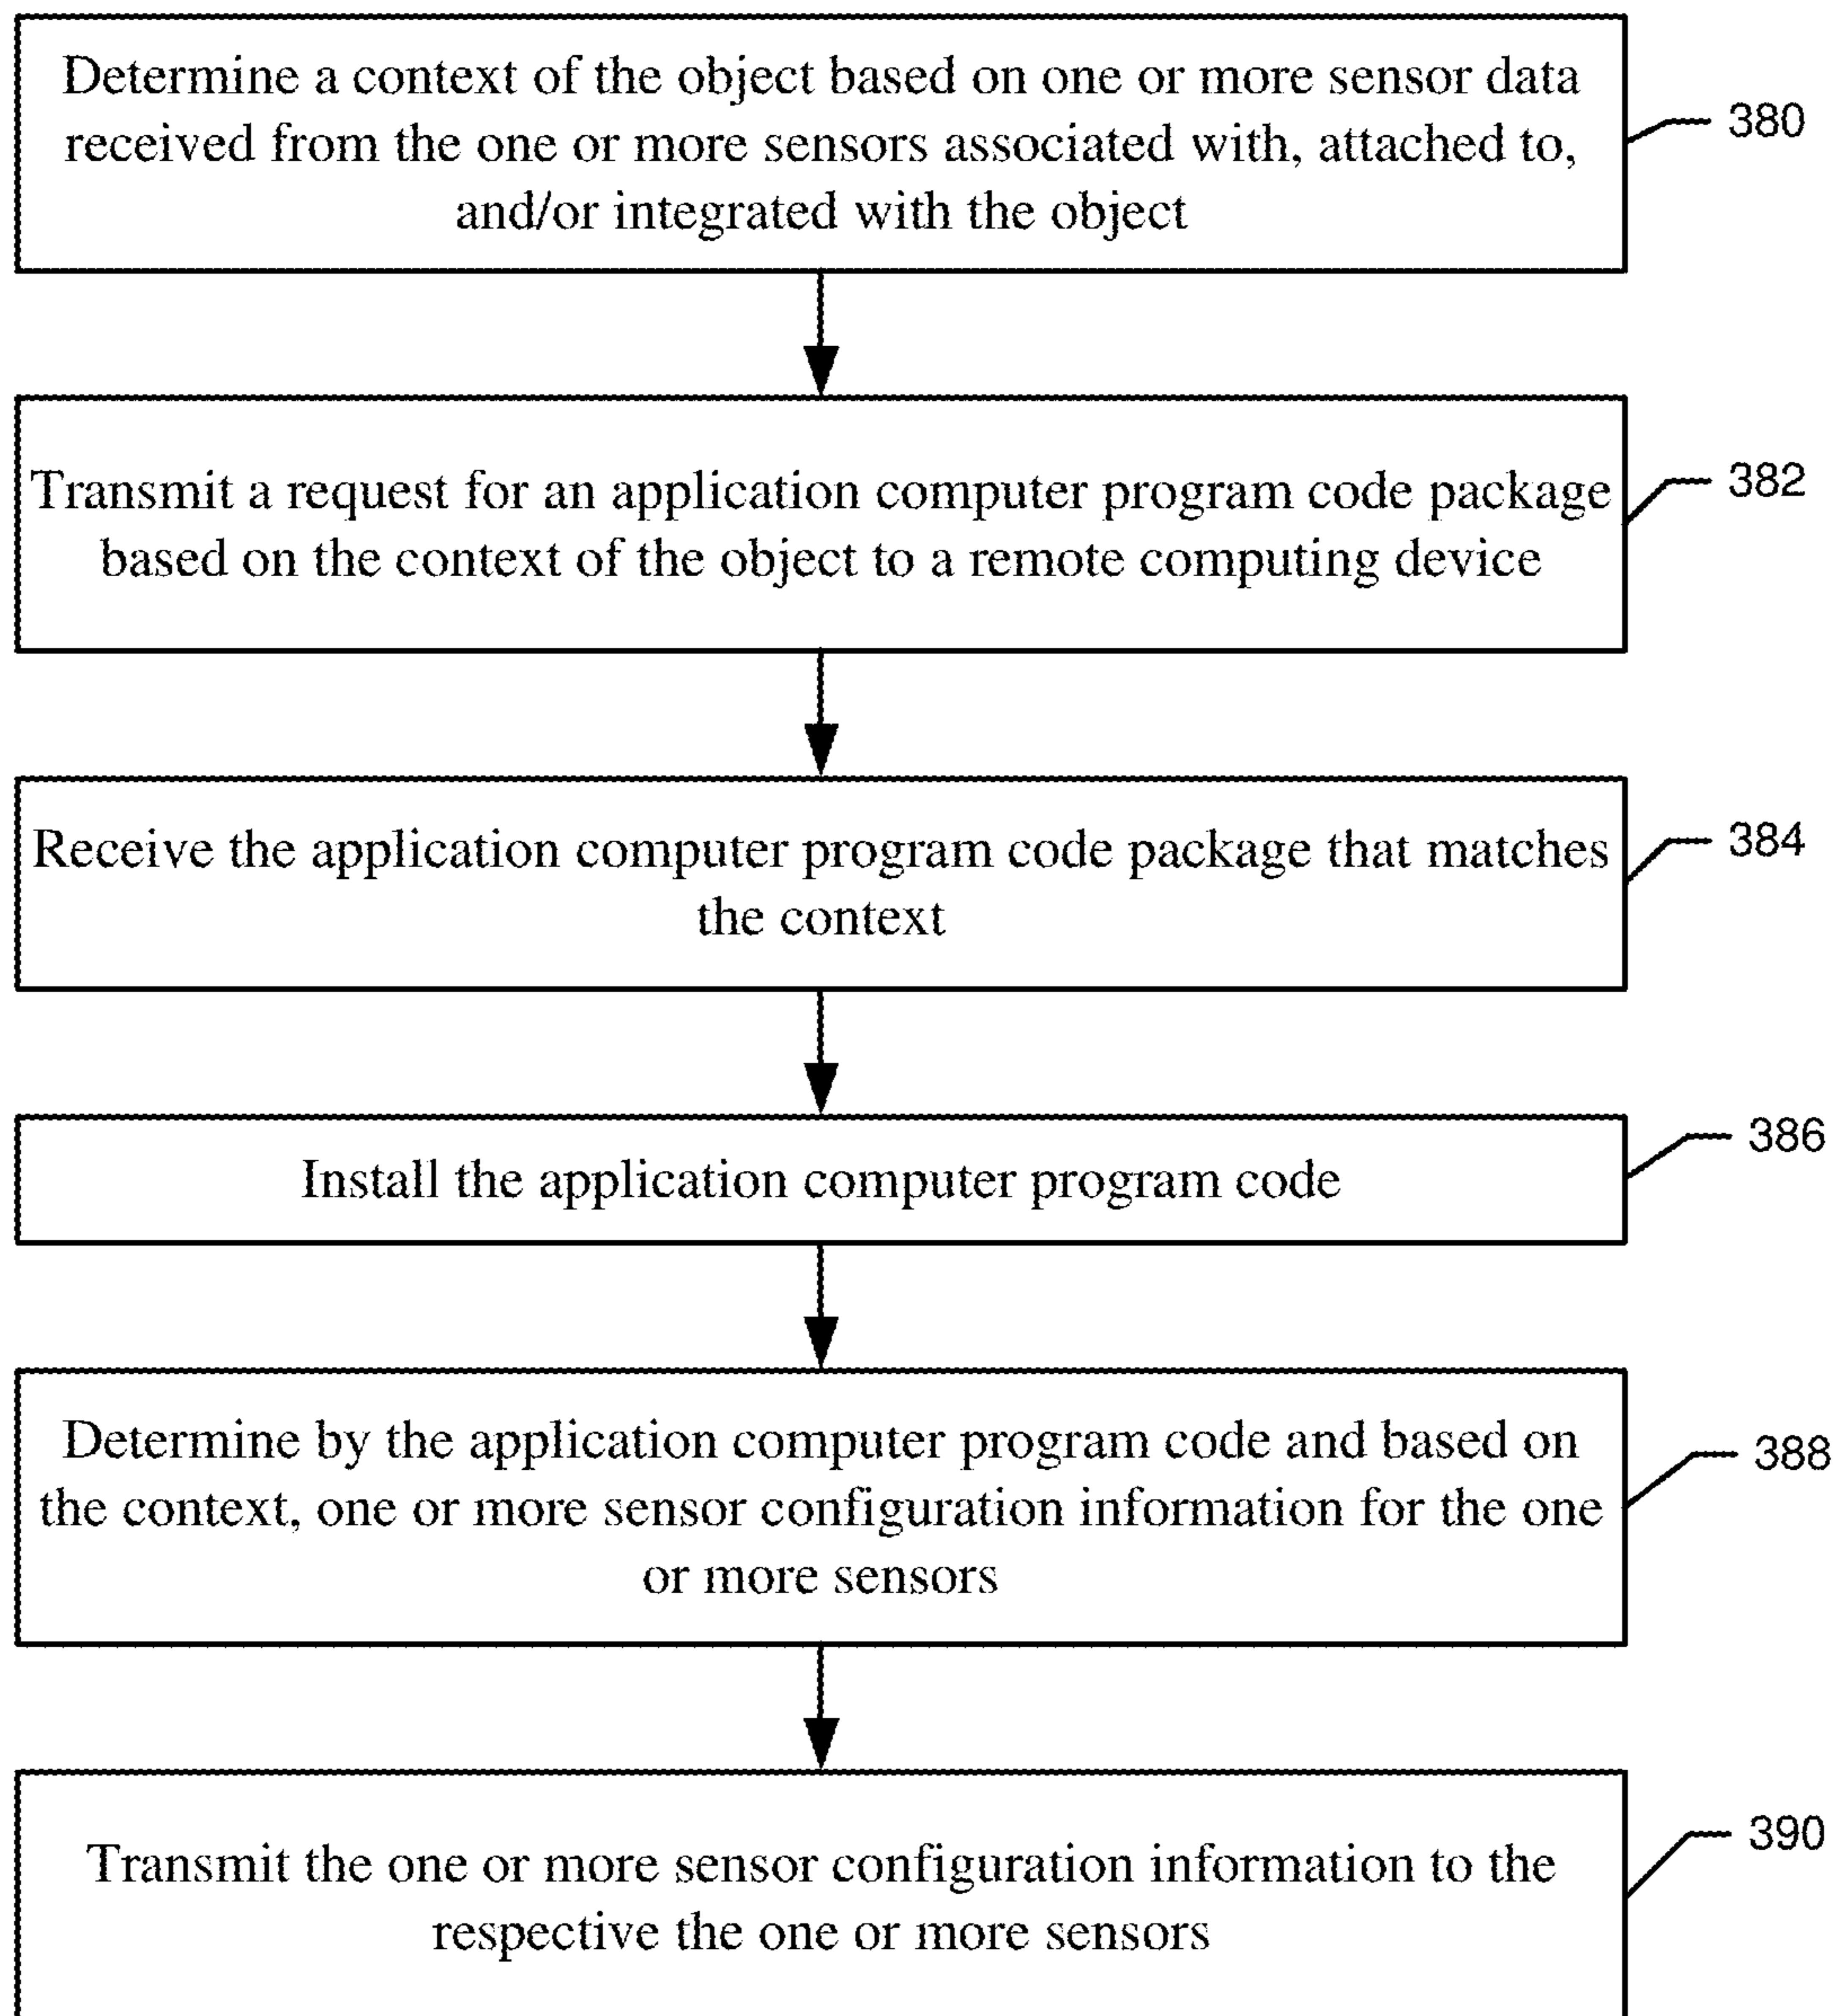 Determine a context of the object based on one or more sensor data
received from the one or more sensors associated with, attached to,
and/or integrated with the object
380
Transmit a request for an application computer program code package
based on the context of the object to a remote computing device
382
Receive the application computer program code package that matches
the context
384
Install the application computer program code
386
Determine by the application computer program code and based on
the context, one or more sensor configuration information for the one
or more sensors
388
Transmit the one or more sensor configuration information to the
respective the one or more sensors
390